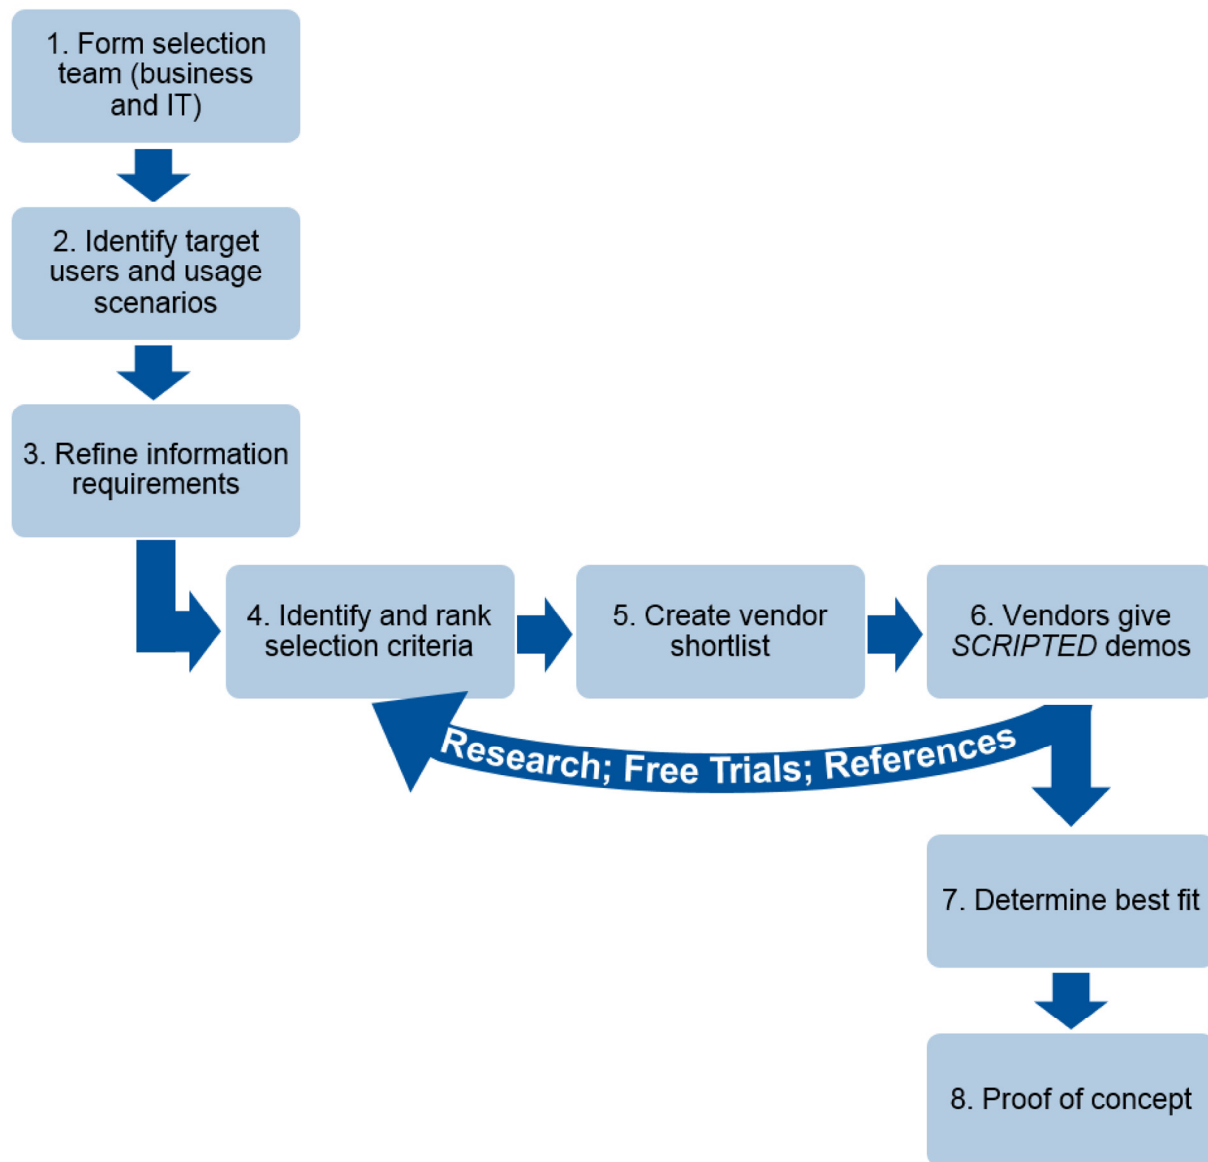 1. Form selection
team (business
and IT)
2. Identify target
users and usage
scenarios
3. Refine information
requirements
4. Identify and rank
selection criteria
5. Create vendor
shortlist
6. Vendors give
SCRIPTED demos
Research; Free Trials; References
7. Determine best fit
8. Proof of concept